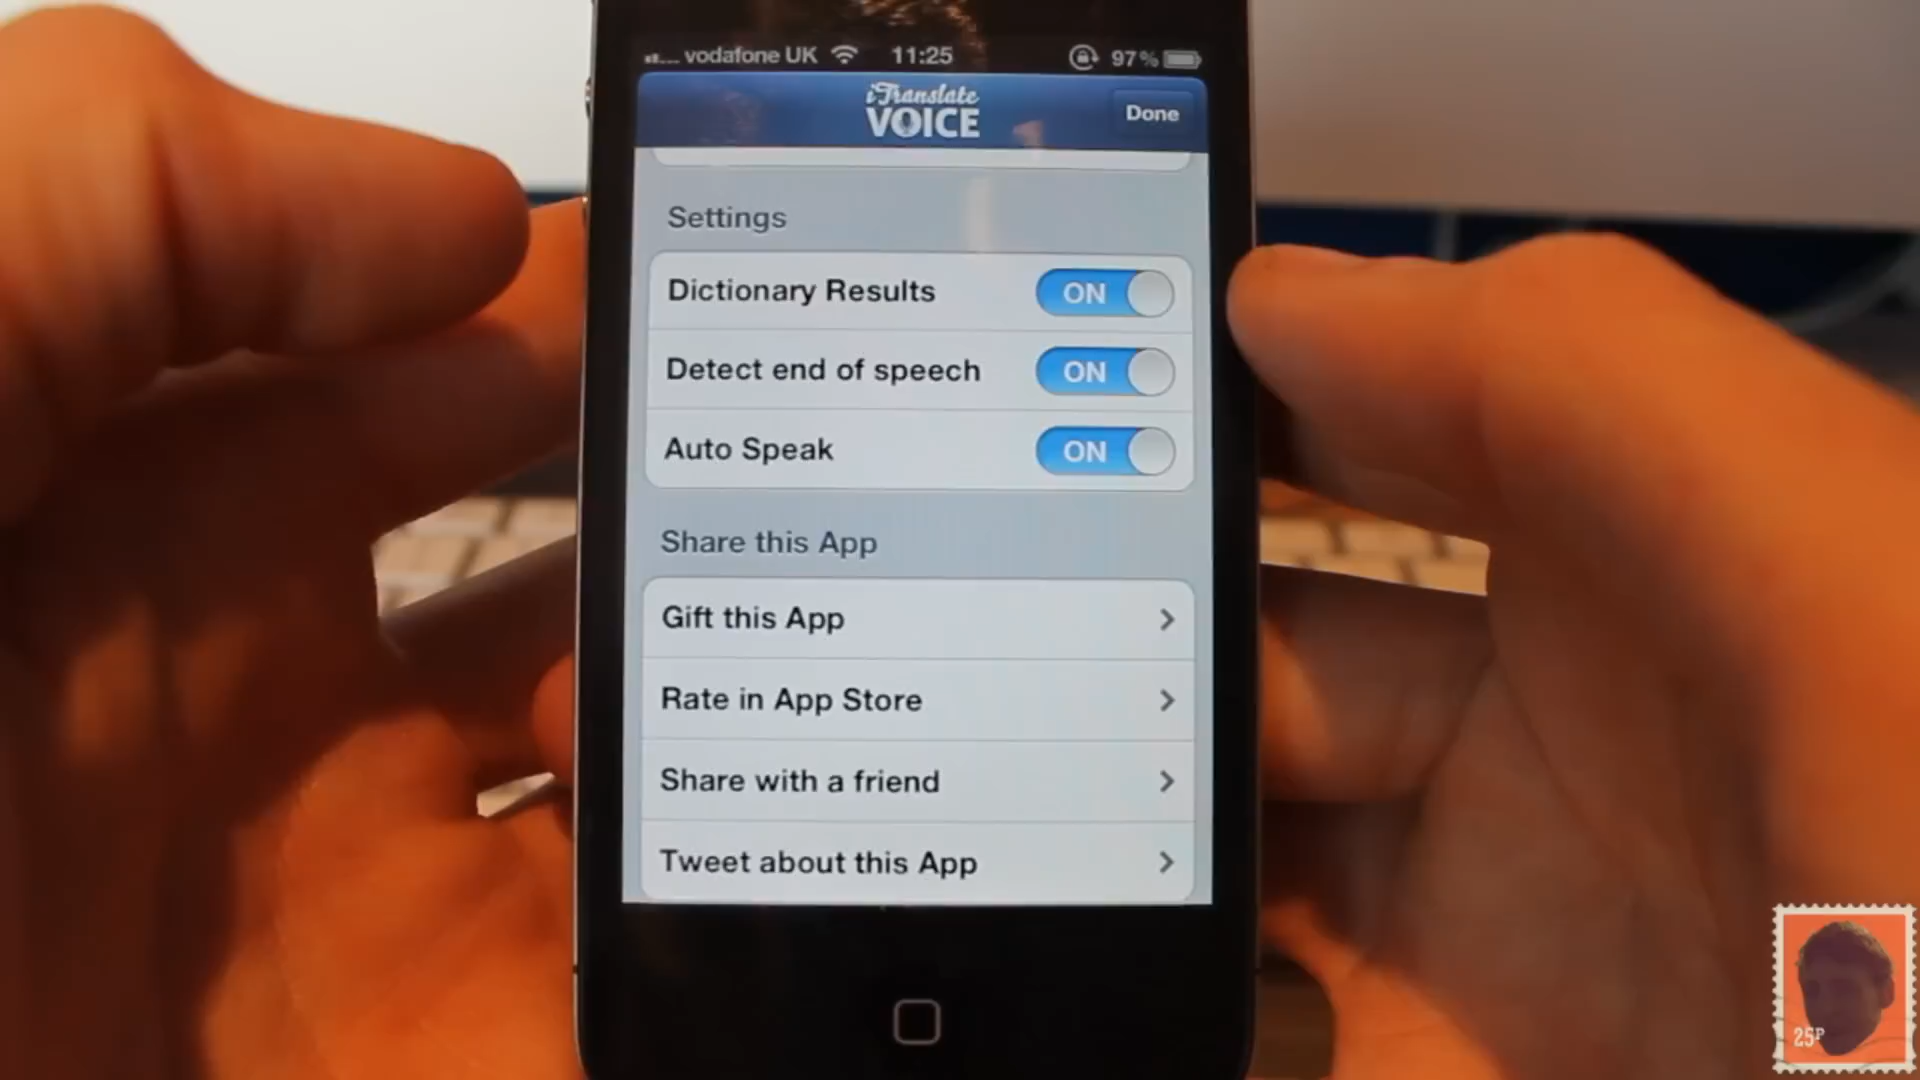 vodafone UK 11:25 97%
iTranslate
VOICE
Done
Settings
Dictionary Results ON
Detect end of speech ON
Auto Speak ON
Share this App
Gift this App
Rate in App Store
Share with a friend
Tweet about this App
25P